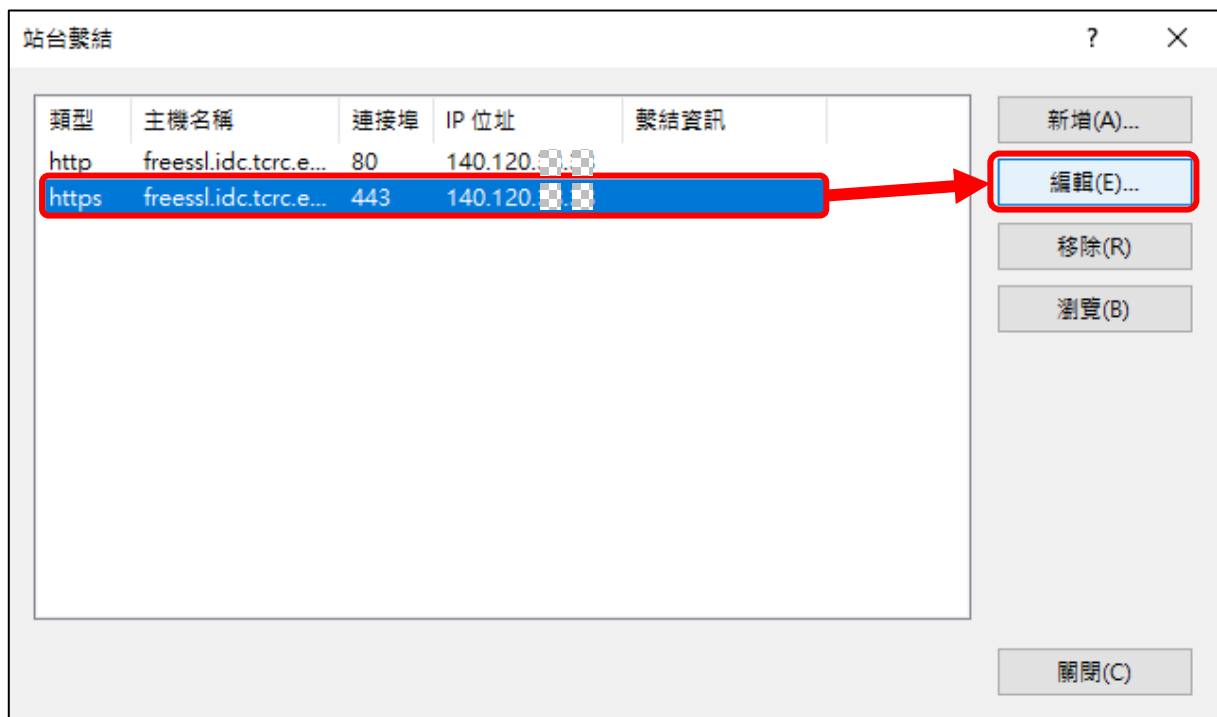 站台繫結 ?
類型 主機名稱 連接埠 IP 位址 繫結資訊
http freessl.idc.tcrc.e... 80 140.120.
https freessl.idc.tcrc.e... 443 140.120.
新增(A)...
編輯(E)...
移除(R)
瀏覽(B)
關閉(C)